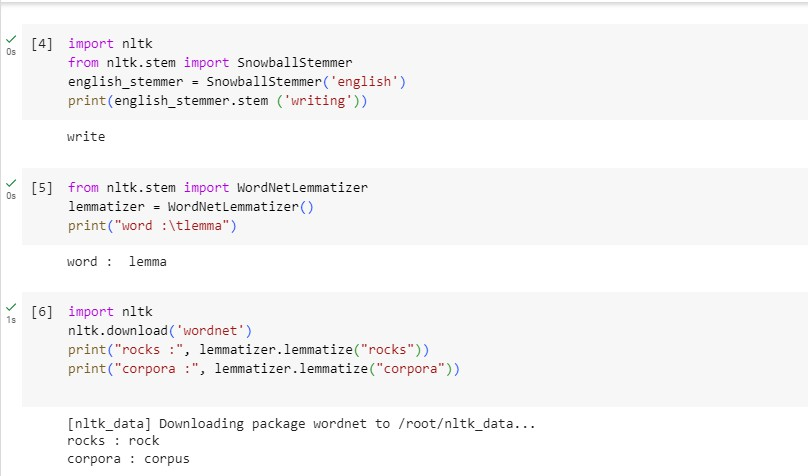 [4] import nltk
0s
from nltk.stem import SnowballStemmer
english_stemmer = SnowballStemmer('english')
print(english_stemmer.stem ('writing'))
write
[5] from nltk.stem import WordNetLemmatizer
0s
lemmatizer = WordNetLemmatizer()
print("word :\tlemma")
word :  lemma
[6] import nltk
1s
nltk.download('wordnet')
print("rocks :", lemmatizer.lemmatize("rocks"))
print("corpora :", lemmatizer.lemmatize("corpora"))
[nltk_data] Downloading package wordnet to /root/nltk_data...
rocks : rock
corpora : corpus